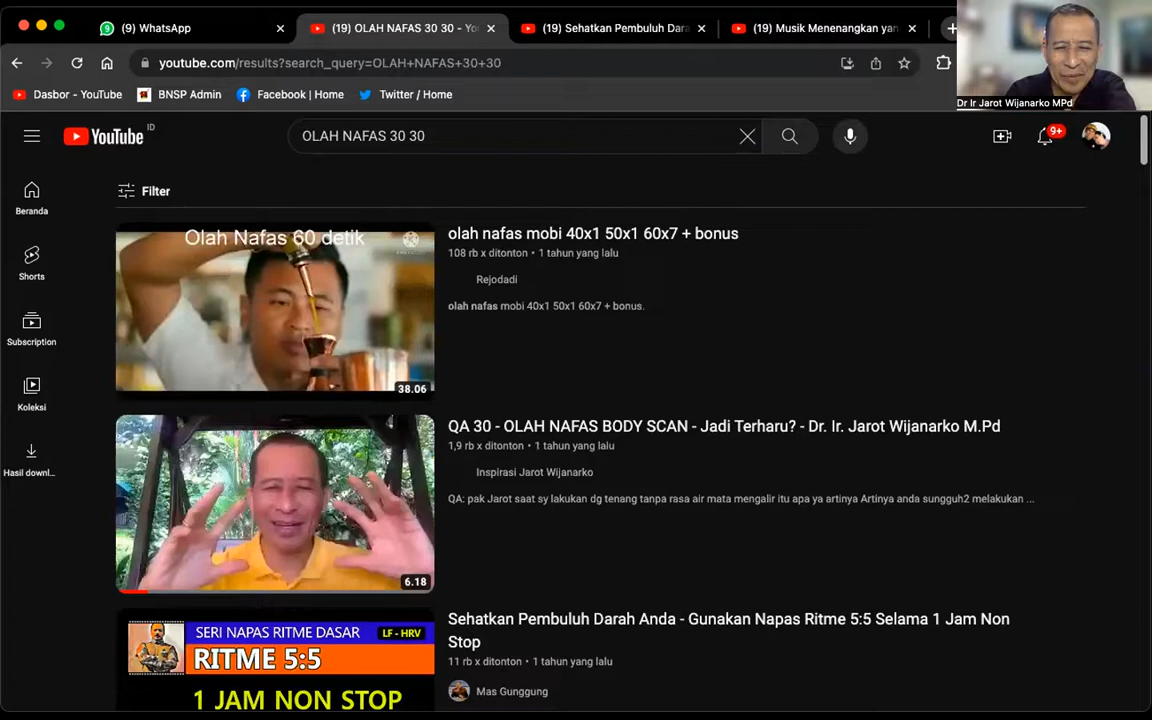 (9) WhatsApp
(19) OLAH NAFAS 30 30 - Yo
(19) Sehatkan Pembuluh Dara
(19) Musik Menenangkan yan
youtube.com/results?search_query=OLAH+NAFAS+30+30
Dr Ir Jarot Wijanarko MPd
Dasbor - YouTube
BNSP Admin
Facebook | Home
Twitter / Home
YouTube ID
OLAH NAFAS 30 30
9+
Filter
Beranda
Shorts
Subscription
Koleksi
Hasil downl...
Olah Nafas 60 detik
38.06
olah nafas mobi 40x1 50x1 60x7 + bonus
108 rb x ditonton • 1 tahun yang lalu
Rejodadi
olah nafas mobi 40x1 50x1 60x7 + bonus.
6.18
QA 30 - OLAH NAFAS BODY SCAN - Jadi Terharu? - Dr. Ir. Jarot Wijanarko M.Pd
1,9 rb x ditonton • 1 tahun yang lalu
Inspirasi Jarot Wijanarko
QA: pak Jarot saat sy lakukan dg tenang tanpa rasa air mata mengalir itu apa ya artinya Artinya anda sungguh2 melakukan ...
SERI NAPAS RITME DASAR
LF - HRV
RITME 5:5
1 JAM NON STOP
Sehatkan Pembuluh Darah Anda - Gunakan Napas Ritme 5:5 Selama 1 Jam Non
Stop
11 rb x ditonton • 1 tahun yang lalu
Mas Gunggung